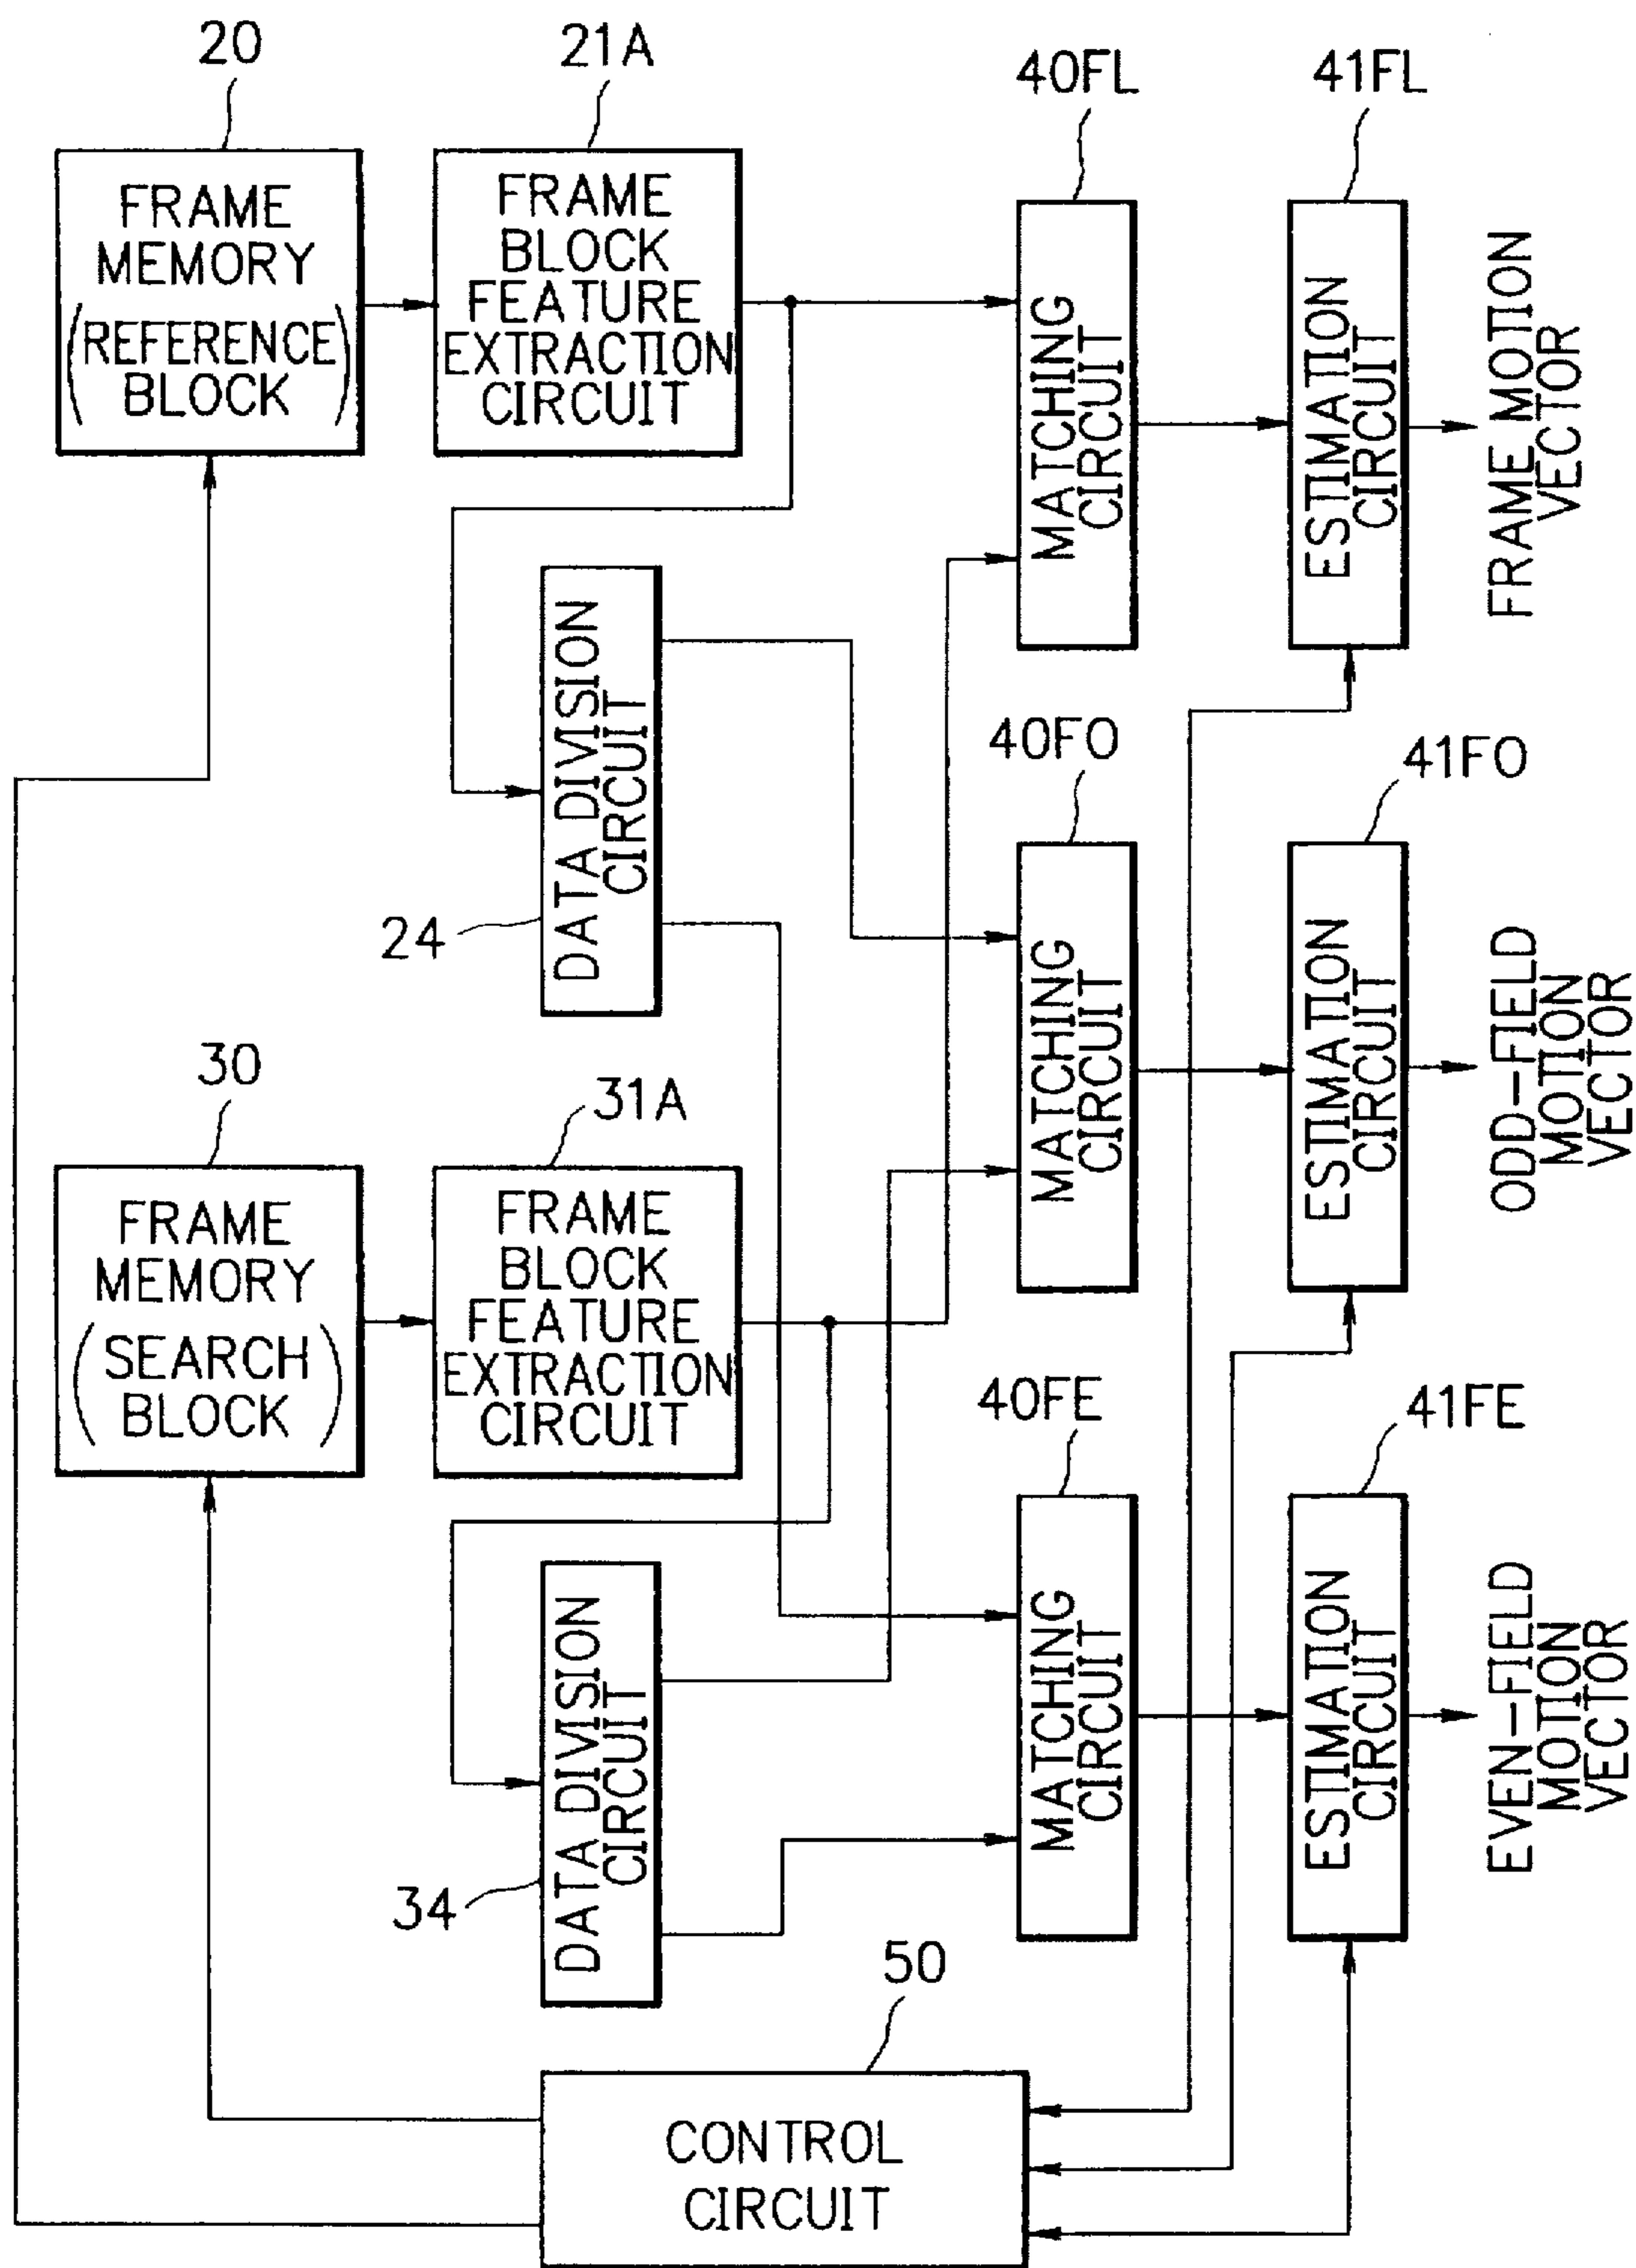 20
FRAME
MEMORY
(REFERENCE
BLOCK)
21A
FRAME
BLOCK
FEATURE
EXTRACTION
CIRCUIT
40FL
MATCHING
CIRCUIT
41FL
ESTIMATION
CIRCUIT
FRAME MOTION
VECTOR
24
DATA DIVISION
CIRCUIT
40FO
MATCHING
CIRCUIT
41FO
ESTIMATION
CIRCUIT
ODD-FIELD
MOTION
VECTOR
30
FRAME
MEMORY
(SEARCH
BLOCK)
31A
FRAME
BLOCK
FEATURE
EXTRACTION
CIRCUIT
40FE
MATCHING
CIRCUIT
41FE
ESTIMATION
CIRCUIT
EVEN-FIELD
MOTION
VECTOR
34
DATA DIVISION
CIRCUIT
50
CONTROL
CIRCUIT